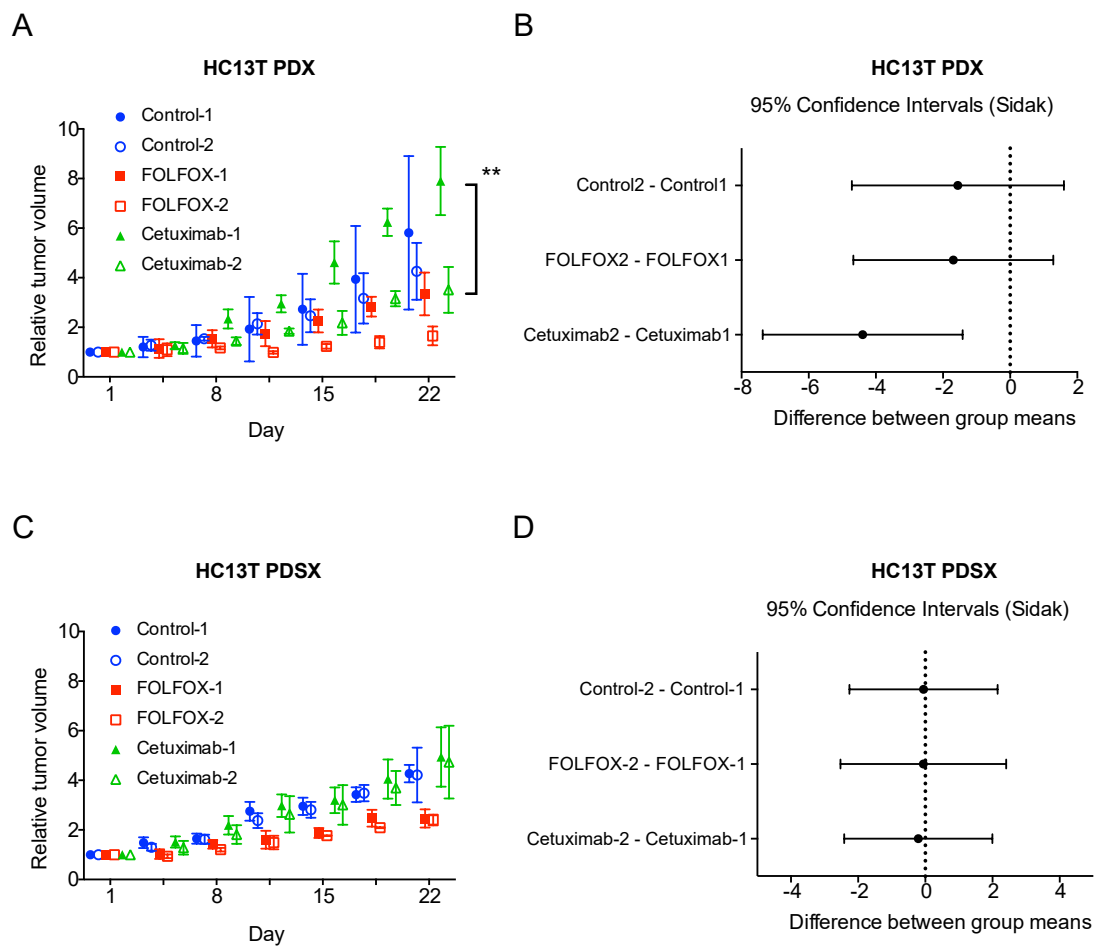 A
HC13T PDX
Control-1
Control-2
FOLFOX-1
FOLFOX-2
Cetuximab-1
Cetuximab-2
**
10
8
6
4
2
0
Relative tumor volume
1 8 15 22
Day
B
HC13T PDX
95% Confidence Intervals (Sidak)
Control2 - Control1
FOLFOX2 - FOLFOX1
Cetuximab2 - Cetuximab1
-8 -6 -4 -2 0 2
Difference between group means
C
HC13T PDSX
Control-1
Control-2
FOLFOX-1
FOLFOX-2
Cetuximab-1
Cetuximab-2
10
8
6
4
2
0
Relative tumor volume
1 8 15 22
Day
D
HC13T PDSX
95% Confidence Intervals (Sidak)
Control-2 - Control-1
FOLFOX-2 - FOLFOX-1
Cetuximab-2 - Cetuximab-1
-4 -2 0 2 4
Difference between group means